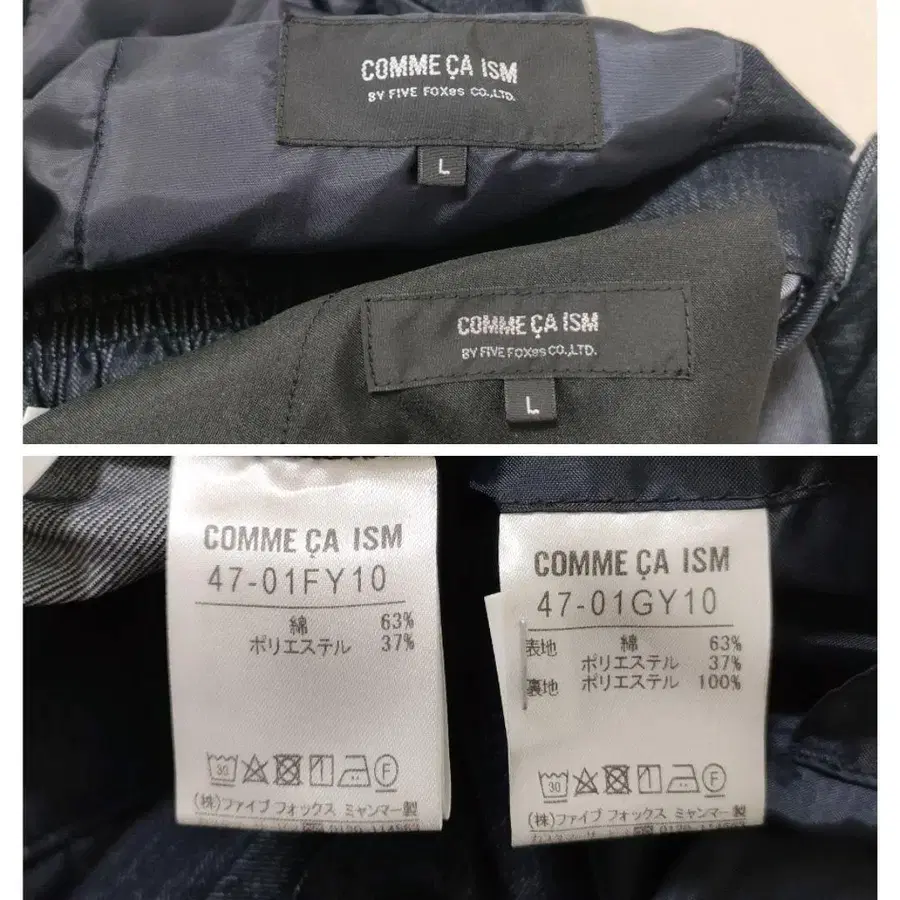 COMME ÇA ISM
BY FIVE FOXes CO.,LTD.
L
COMME ÇA ISM
BY FIVE FOXes CO.,LTD.
L
COMME ÇA ISM
47-01FY10
綿 63%
ポリエステル 37%
30
F
(株)ファイブ フォックス ミャンマー製
COMME ÇA ISM
47-01GY10
表地 綿 63%
ポリエステル 37%
裏地 ポリエステル 100%
30
F
(株)ファイブ フォックス ミャンマー製